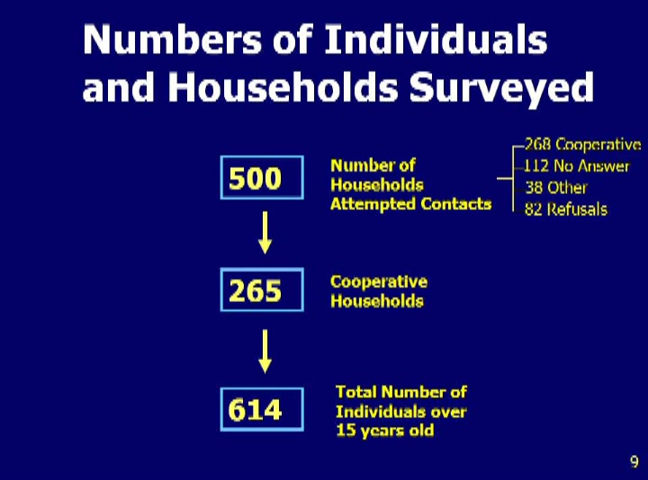 Numbers of Individuals
and Households Surveyed
500
Number of
Households
Attempted Contacts
268 Cooperative
112 No Answer
38 Other
82 Refusals
265
Cooperative
Households
614
Total Number of
Individuals over
15 years old
9